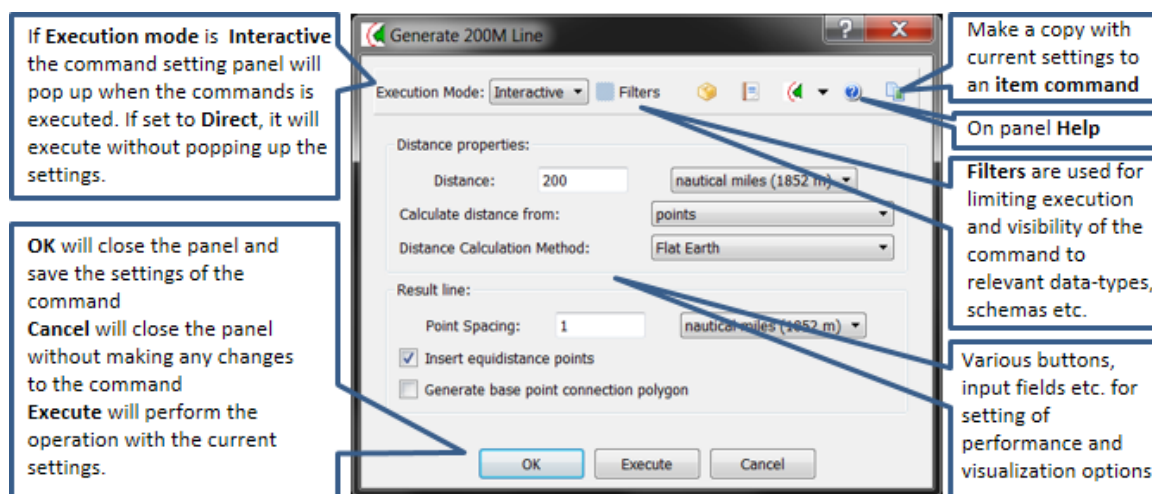 If Execution mode is Interactive
the command setting panel will
pop up when the commands is
executed. If set to Direct, it will
execute without popping up the
settings.
OK will close the panel and
save the settings of the
command
Cancel will close the panel
without making any changes
to the command
Execute will perform the
operation with the current
settings.
Generate 200M Line
Execution Mode: Interactive Filters
Distance properties:
Distance: 200 nautical miles (1852 m)
Calculate distance from: points
Distance Calculation Method: Flat Earth
Result line:
Point Spacing: 1 nautical miles (1852 m)
Insert equidistance points
Generate base point connection polygon
OK Execute Cancel
Make a copy with
current settings to
an item command
On panel Help
Filters are used for
limiting execution
and visibility of the
command to
relevant data-types,
schemas etc.
Various buttons,
input fields etc. for
setting of
performance and
visualization options